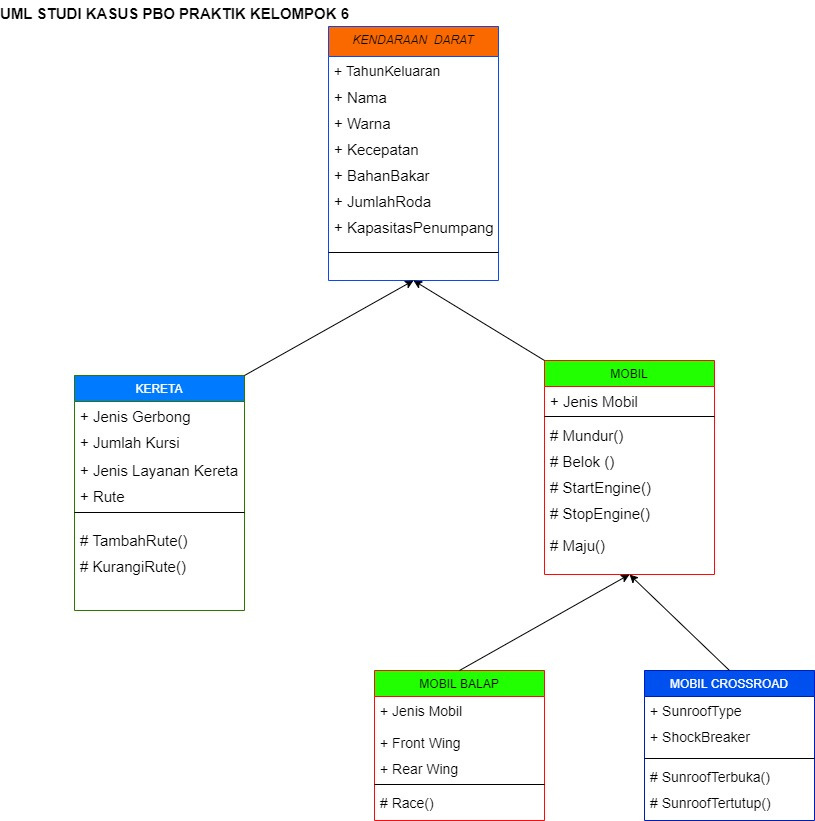 UML STUDI KASUS PBO PRAKTIK KELOMPOK 6
KENDARAAN DARAT
+ TahunKeluaran
+ Nama
+ Warna
+ Kecepatan
+ BahanBakar
+ JumlahRoda
+ KapasitasPenumpang
KERETA
+ Jenis Gerbong
+ Jumlah Kursi
+ Jenis Layanan Kereta
+ Rute
# TambahRute()
# KurangiRute()
MOBIL
+ Jenis Mobil
# Mundur()
# Belok ()
# StartEngine()
# StopEngine()
# Maju()
MOBIL BALAP
+ Jenis Mobil
+ Front Wing
+ Rear Wing
# Race()
MOBIL CROSSROAD
+ SunroofType
+ ShockBreaker
# SunroofTerbuka()
# SunroofTertutup()